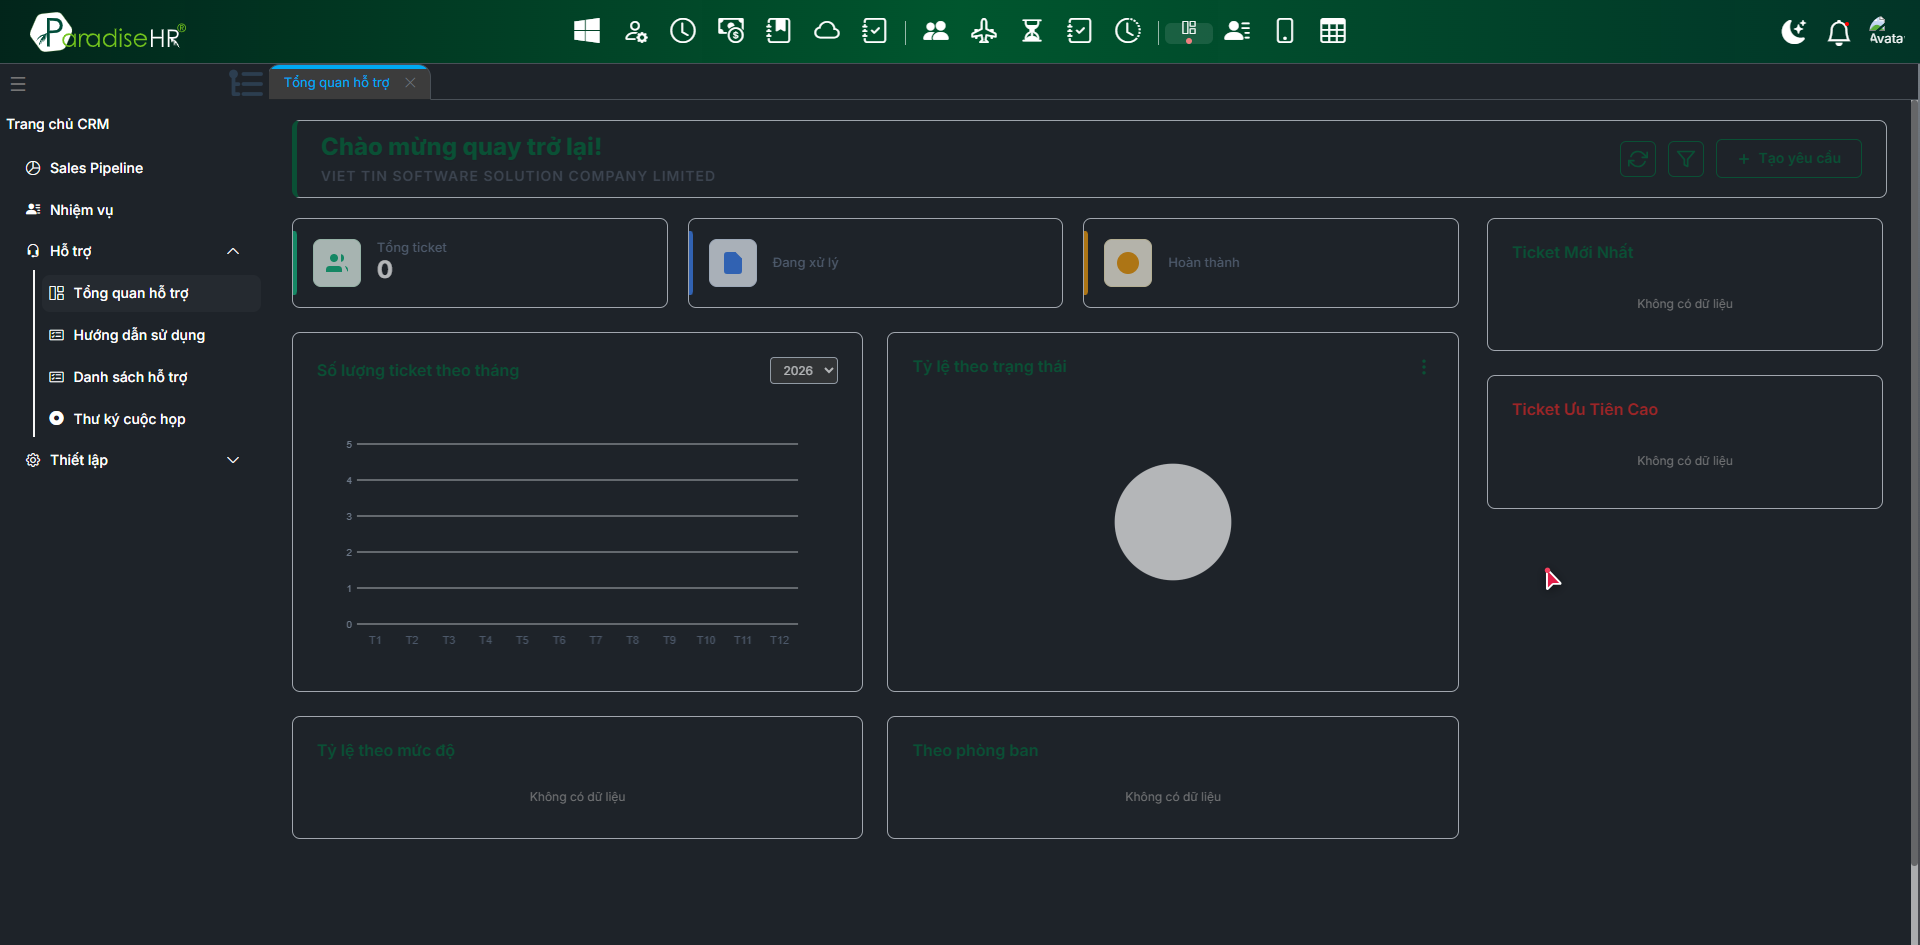 ParadiseHR®
Avata
Tổng quan hỗ trợ
Trang chủ CRM
Sales Pipeline
Nhiệm vụ
Hỗ trợ
Tổng quan hỗ trợ
Hướng dẫn sử dụng
Danh sách hỗ trợ
Thư ký cuộc họp
Thiết lập
Chào mừng quay trở lại!
VIET TIN SOFTWARE SOLUTION COMPANY LIMITED
+ Tạo yêu cầu
Tổng ticket
0
Đang xử lý
Hoàn thành
Ticket Mới Nhất
Không có dữ liệu
Số lượng ticket theo tháng
2026
5
4
3
2
1
0
T1 T2 T3 T4 T5 T6 T7 T8 T9 T10 T11 T12
Tỷ lệ theo trạng thái
Ticket Ưu Tiên Cao
Không có dữ liệu
Tỷ lệ theo mức độ
Không có dữ liệu
Theo phòng ban
Không có dữ liệu